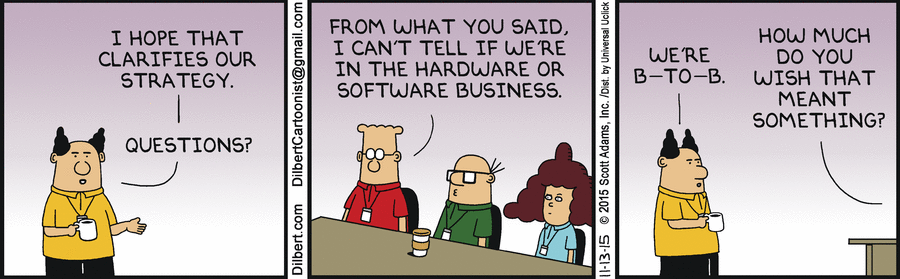 I HOPE THAT
CLARIFIES OUR
STRATEGY.
QUESTIONS?
Dilbert.com DilbertCartoonist@gmail.com
FROM WHAT YOU SAID,
I CAN'T TELL IF WE'RE
IN THE HARDWARE OR
SOFTWARE BUSINESS.
11-13-15 © 2015 Scott Adams, Inc. /Dist. by Universal Uclick
WE'RE
B-TO-B.
HOW MUCH
DO YOU
WISH THAT
MEANT
SOMETHING?